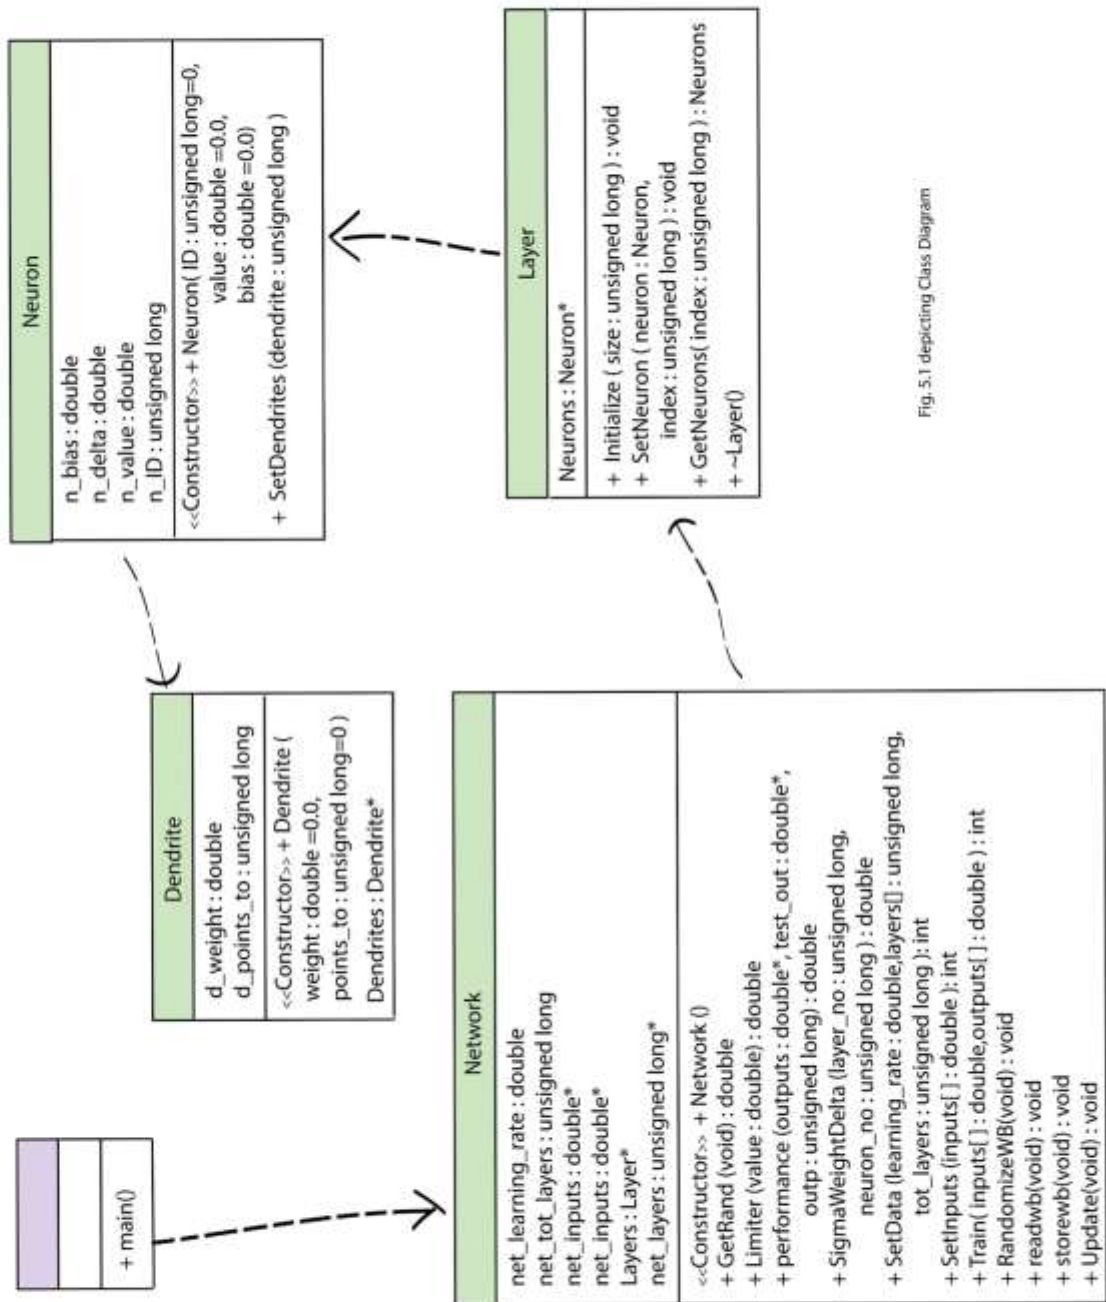 + main()
Dendrite
d_weight : double
d_points_to : unsigned long
<<Constructor>> + Dendrite (
weight : double =0.0,
points_to : unsigned long=0 )
Dendrites : Dendrite*
Neuron
n_bias : double
n_delta : double
n_value : double
n_ID : unsigned long
<<Constructor>> + Neuron( ID : unsigned long=0,
value : double =0.0,
bias : double =0.0)
+ SetDendrites (dendrite : unsigned long )
Network
net_learning_rate : double
net_tot_layers : unsigned long
net_inputs : double*
net_inputs : double*
Layers : Layer*
net_layers : unsigned long*
<<Constructor>> + Network ()
+ GetRand (void) : double
+ Limiter (value : double) : double
+ performance (outputs : double*, test_out : double*,
outp : unsigned long) : double
+ SigmaWeightDelta (layer_no : unsigned long,
neuron_no : unsigned long ) : double
+ SetData (learning_rate : double,layers[] : unsigned long,
tot_layers : unsigned long ): int
+ SetInputs (inputs[ ] : double ): int
+ Train( inputs[ ] : double,outputs[ ] : double ) : int
+ RandomizeWB(void) : void
+ readwb(void) : void
+ storewb(void) : void
+ Update(void) : void
Layer
Neurons : Neuron*
+ Initialize ( size : unsigned long ) : void
+ SetNeuron ( neuron : Neuron,
index : unsigned long ) : void
+ GetNeurons( index : unsigned long ) : Neurons
+ ~Layer()
Fig. 5.1 depicting Class Diagram